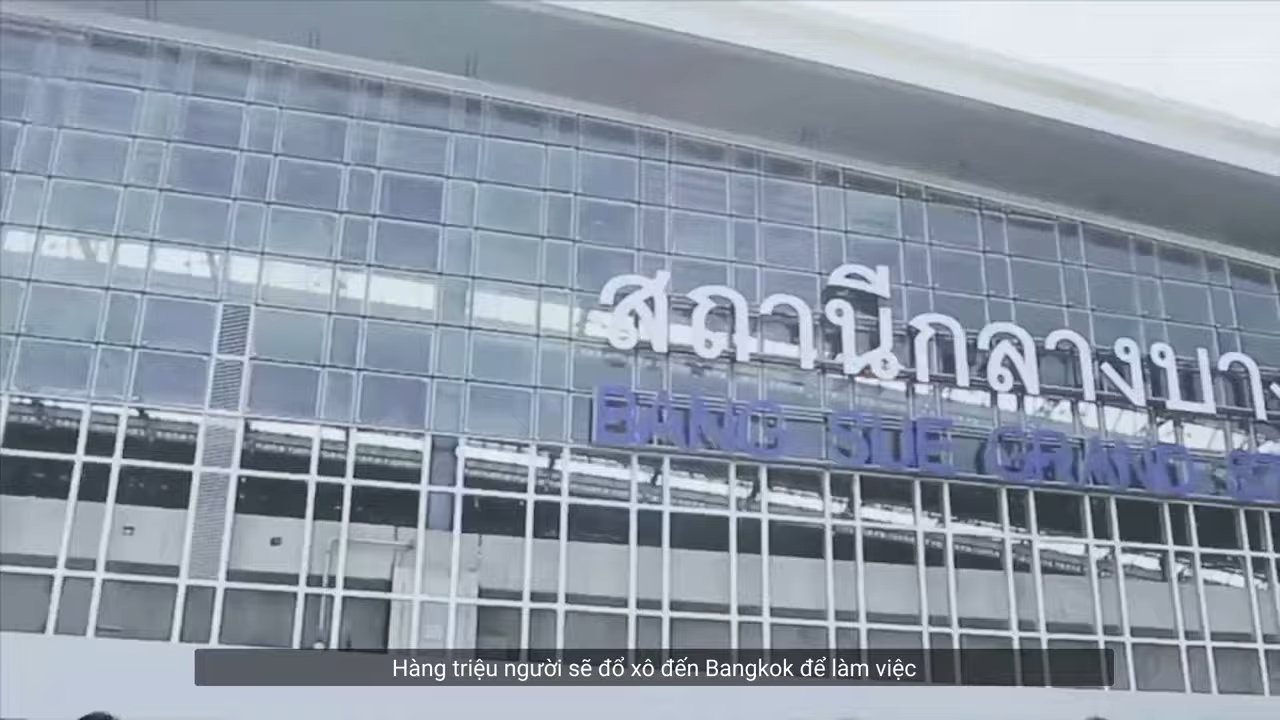 สถานีกลางบาง
BANG SUE GRAND
Hàng triệu người sẽ đổ xô đến Bangkok để làm việc